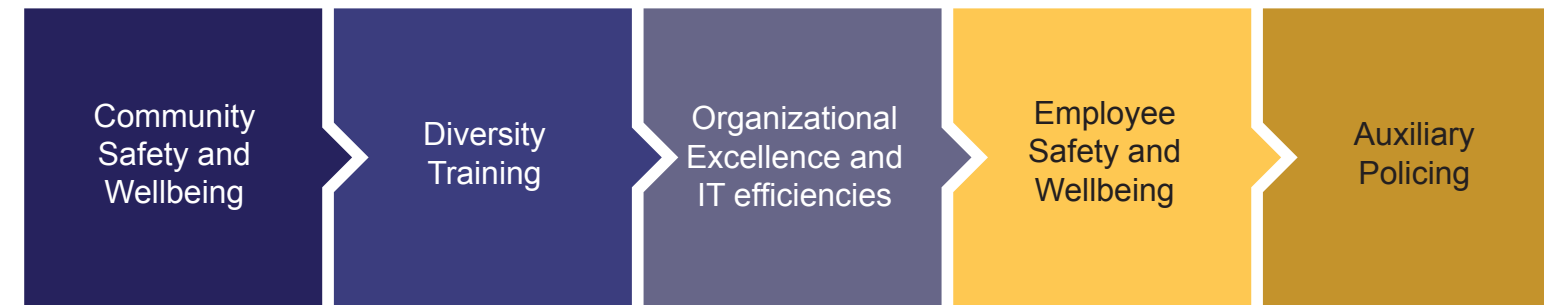 Community
Safety and
Wellbeing
Diversity
Training
Organizational
Excellence and
IT efficiencies
Employee
Safety and
Wellbeing
Auxiliary
Policing